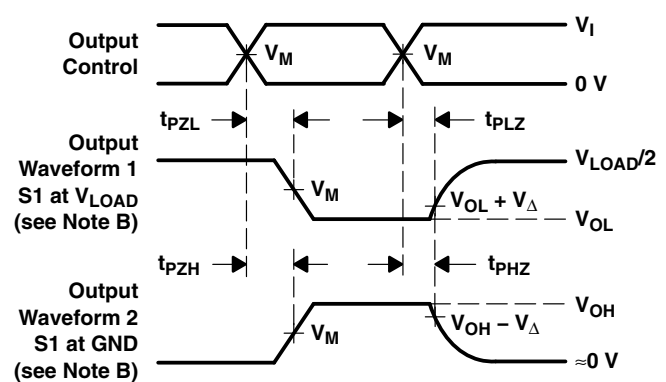 Output
Control
V_M
V_M
V_I
0 V
t_PZL
t_PLZ
Output
Waveform 1
S1 at V_LOAD
(see Note B)
V_M
V_LOAD/2
V_OL + V_Δ
V_OL
t_PZH
t_PHZ
Output
Waveform 2
S1 at GND
(see Note B)
V_M
V_OH
V_OH − V_Δ
≈0 V